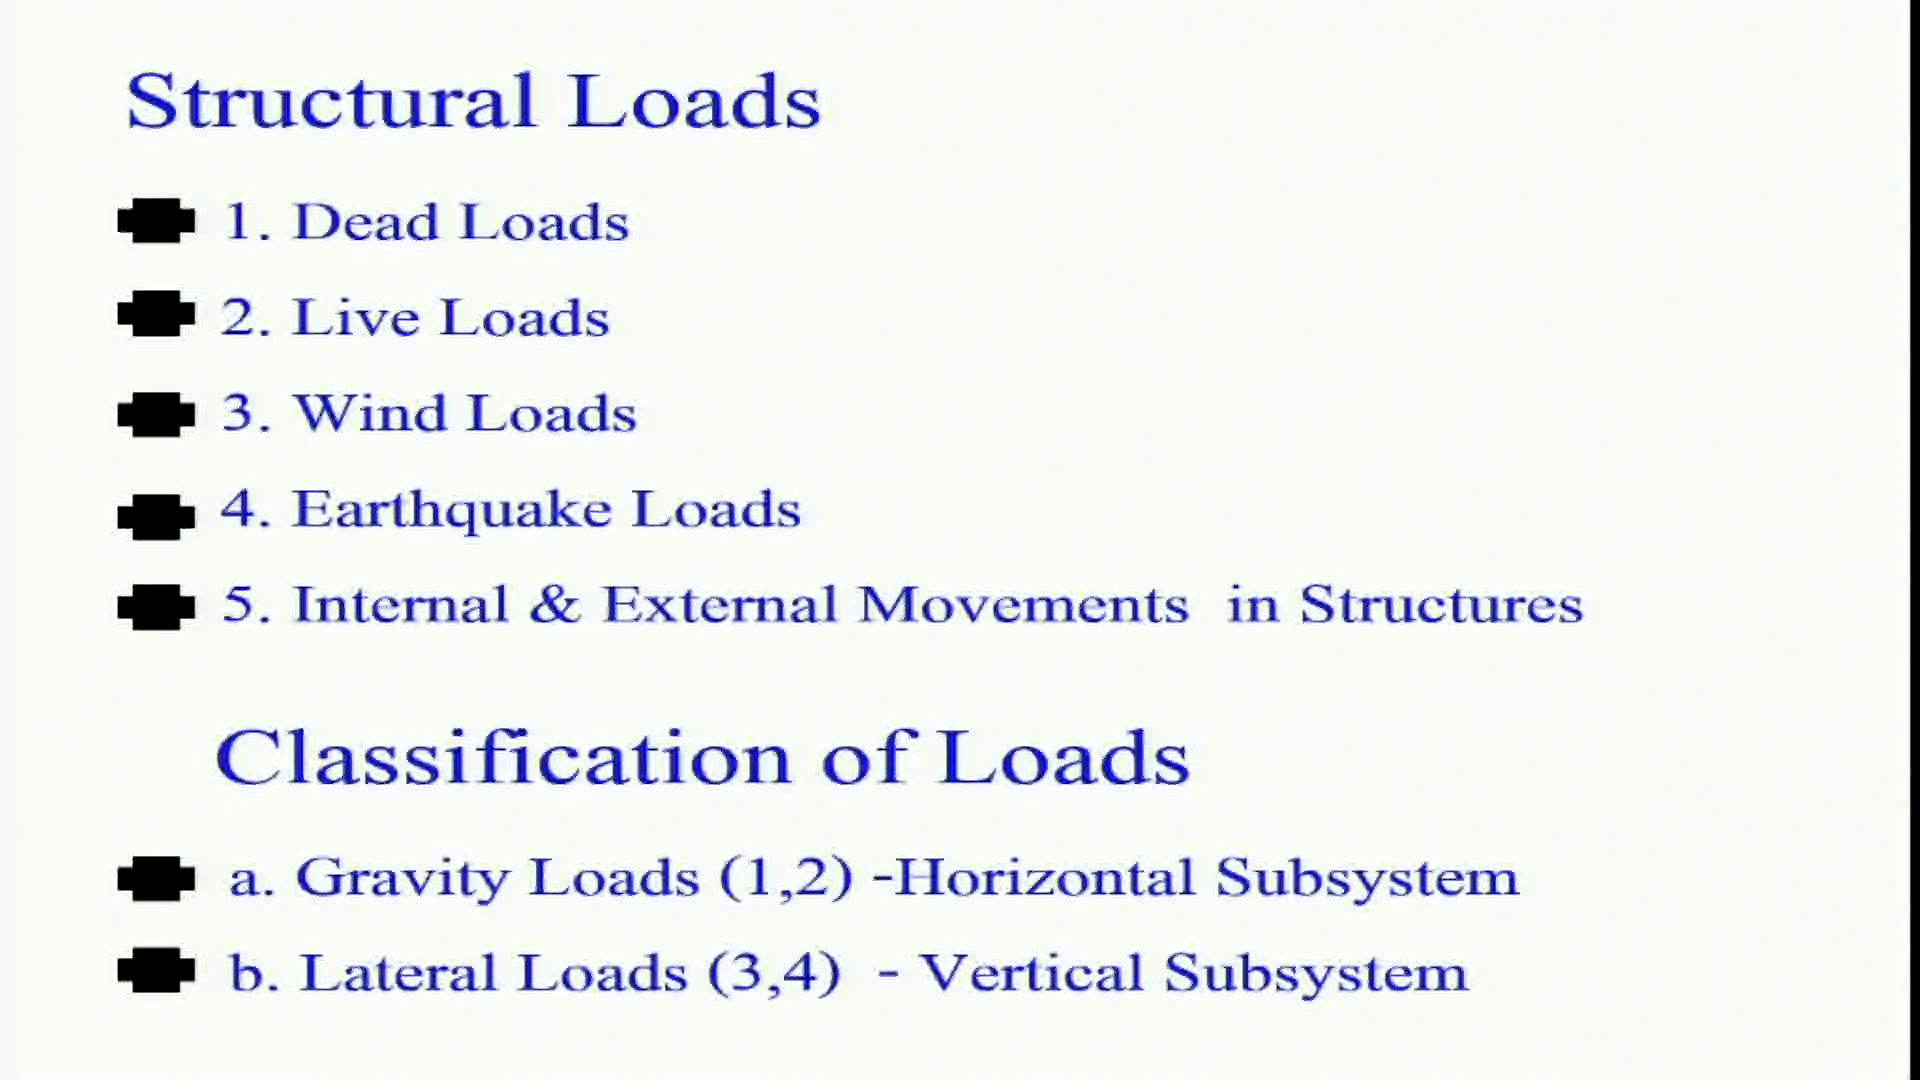 Structural Loads
1. Dead Loads
2. Live Loads
3. Wind Loads
4. Earthquake Loads
5. Internal & External Movements in Structures
Classification of Loads
a. Gravity Loads (1,2) -Horizontal Subsystem
b. Lateral Loads (3,4) - Vertical Subsystem